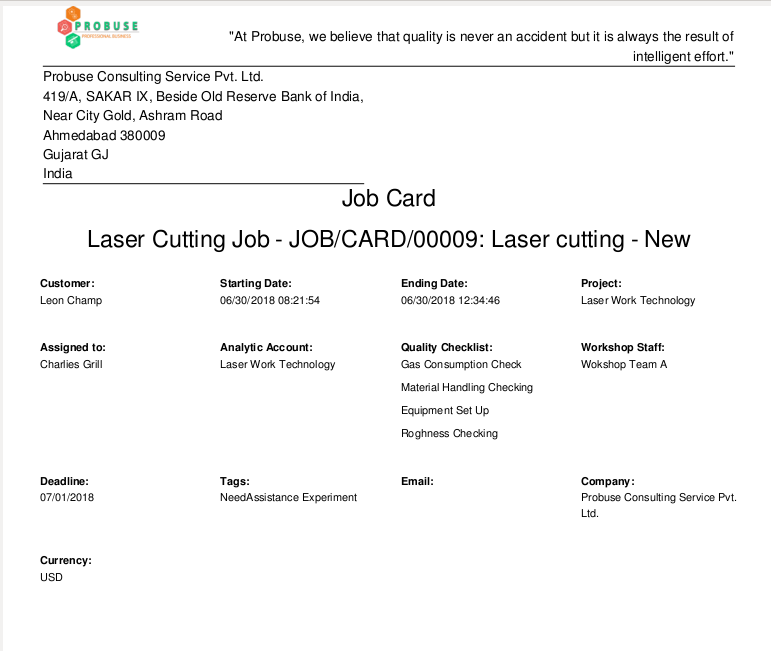 PROBUSE
PROFESSIONAL BUSINESS
"At Probuse, we believe that quality is never an accident but it is always the result of
intelligent effort."
Probuse Consulting Service Pvt. Ltd.
419/A, SAKAR IX, Beside Old Reserve Bank of India,
Near City Gold, Ashram Road
Ahmedabad 380009
Gujarat GJ
India
Job Card
Laser Cutting Job - JOB/CARD/00009: Laser cutting - New
Customer: Starting Date: Ending Date: Project:
Leon Champ 06/30/2018 08:21:54 06/30/2018 12:34:46 Laser Work Technology
Assigned to: Analytic Account: Quality Checklist: Workshop Staff:
Charlies Grill Laser Work Technology Gas Consumption Check Wokshop Team A
Material Handling Checking
Equipment Set Up
Roghness Checking
Deadline: Tags: Email: Company:
07/01/2018 NeedAssistance Experiment Probuse Consulting Service Pvt.
Ltd.
Currency:
USD